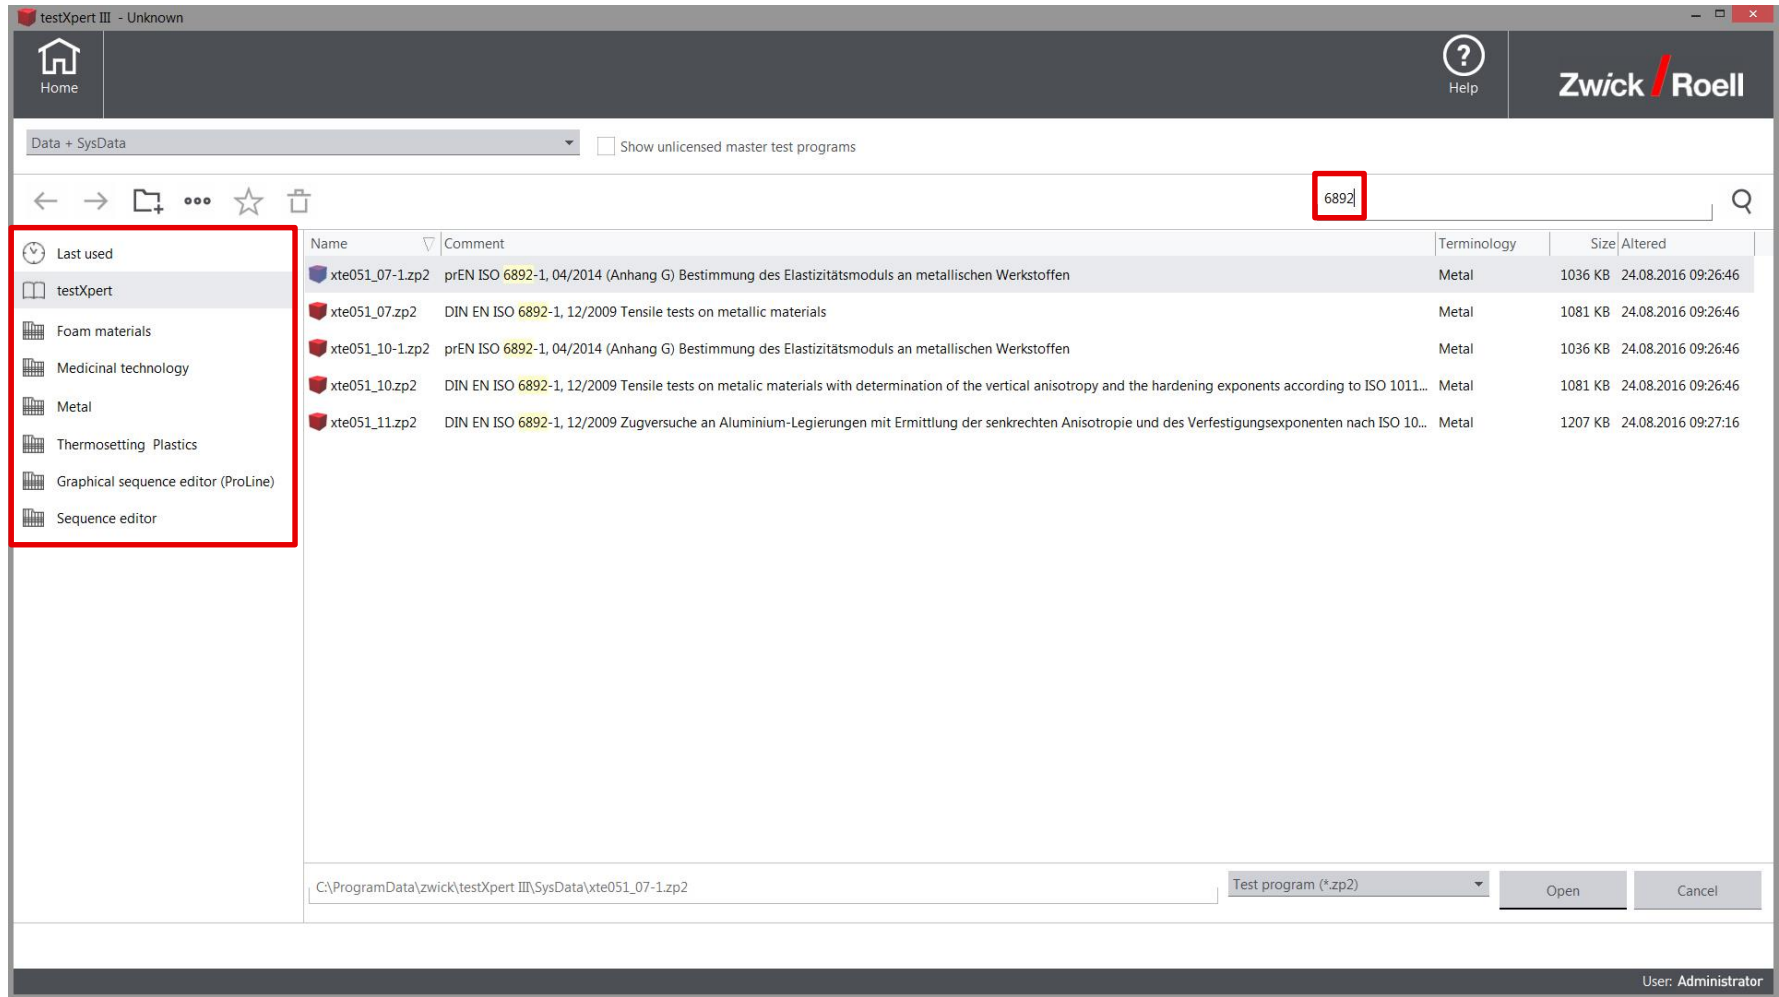 testXpert III - Unknown
Home
Help
Zwick Roell
Data + SysData
Show unlicensed master test programs
6892
Last used
testXpert
Foam materials
Medicinal technology
Metal
Thermosetting Plastics
Graphical sequence editor (ProLine)
Sequence editor
Name Comment Terminology Size Altered
xte051_07-1.zp2 prEN ISO 6892-1, 04/2014 (Anhang G) Bestimmung des Elastizitätsmoduls an metallischen Werkstoffen Metal 1036 KB 24.08.2016 09:26:46
xte051_07.zp2 DIN EN ISO 6892-1, 12/2009 Tensile tests on metallic materials Metal 1081 KB 24.08.2016 09:26:46
xte051_10-1.zp2 prEN ISO 6892-1, 04/2014 (Anhang G) Bestimmung des Elastizitätsmoduls an metallischen Werkstoffen Metal 1036 KB 24.08.2016 09:26:46
xte051_10.zp2 DIN EN ISO 6892-1, 12/2009 Tensile tests on metalic materials with determination of the vertical anisotropy and the hardening exponents according to ISO 1011... Metal 1081 KB 24.08.2016 09:26:46
xte051_11.zp2 DIN EN ISO 6892-1, 12/2009 Zugversuche an Aluminium-Legierungen mit Ermittlung der senkrechten Anisotropie und des Verfestigungsexponenten nach ISO 10... Metal 1207 KB 24.08.2016 09:27:16
C:\ProgramData\zwick\testXpert III\SysData\xte051_07-1.zp2
Test program (*.zp2)
Open
Cancel
User: Administrator